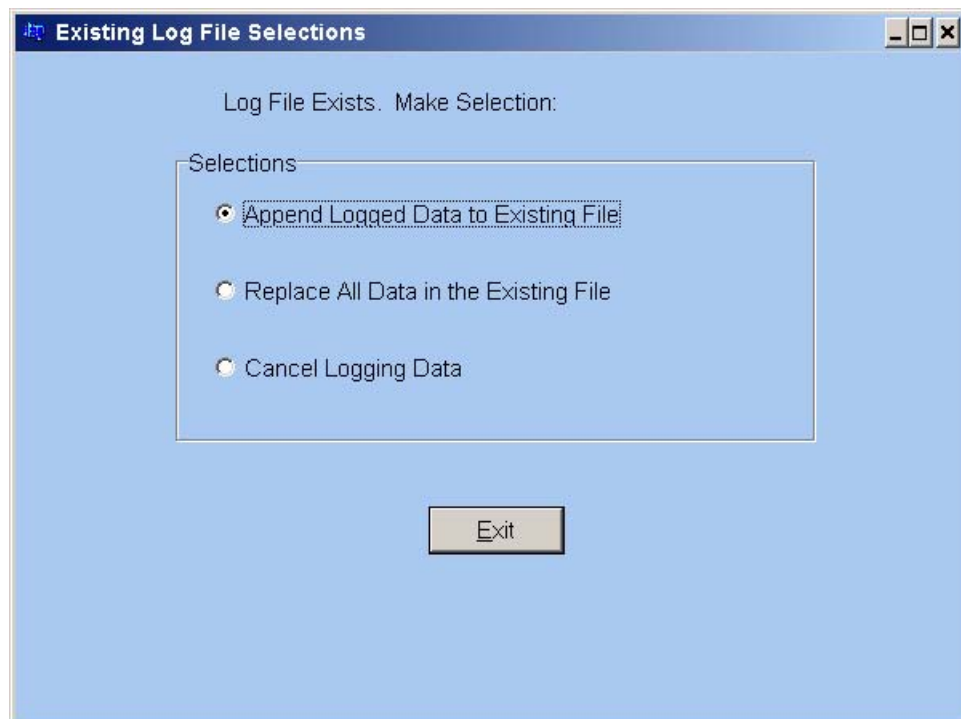 Existing Log File Selections
Log File Exists.  Make Selection:
Selections
Append Logged Data to Existing File
Replace All Data in the Existing File
Cancel Logging Data
Exit